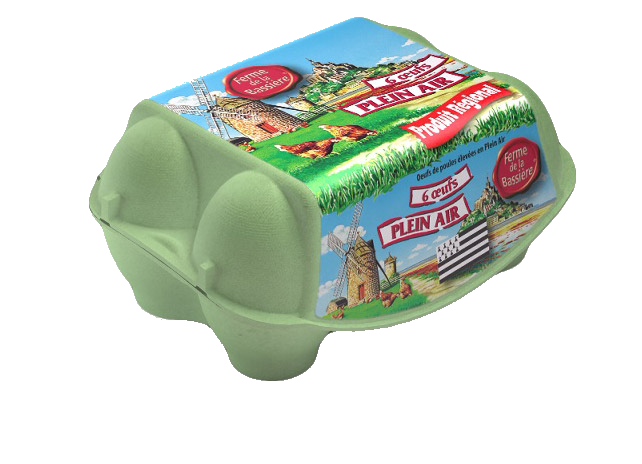 Ferme
de la
Bassière
6 œufs
PLEIN AIR
Produit régional
Oeufs de poules élevées en Plein Air
6 œufs
PLEIN AIR
Ferme
de la
Bassière